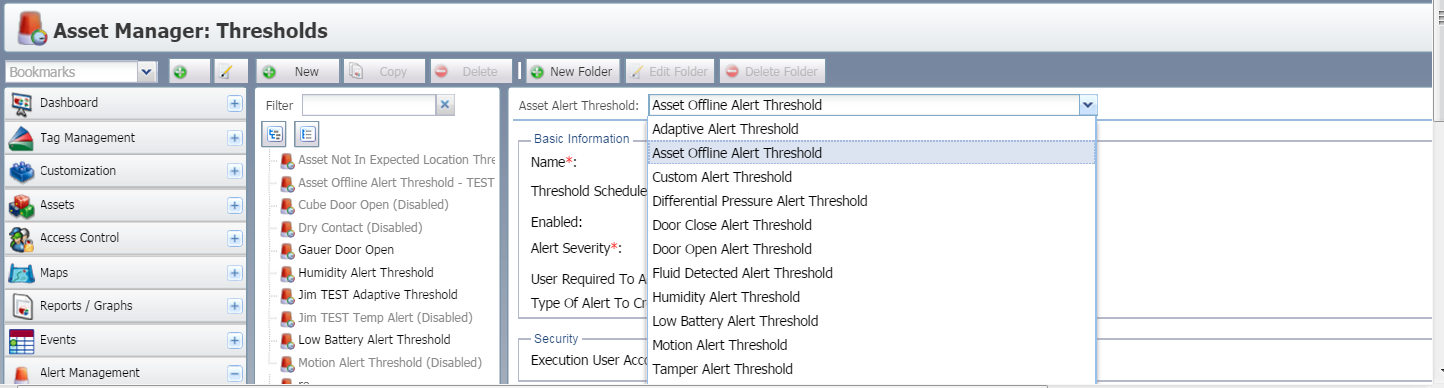 Asset Manager: Thresholds
Bookmarks New Copy Delete New Folder Edit Folder Delete Folder
Dashboard
Tag Management
Customization
Assets
Access Control
Maps
Reports / Graphs
Events
Alert Management
Filter
Asset Not In Expected Location Thre
Asset Offline Alert Threshold - TEST
Cube Door Open (Disabled)
Dry Contact (Disabled)
Gauer Door Open
Humidity Alert Threshold
Jim TEST Adaptive Threshold
Jim TEST Temp Alert (Disabled)
Low Battery Alert Threshold
Motion Alert Threshold (Disabled)
Asset Alert Threshold: Asset Offline Alert Threshold
Basic Information
Name*:
Threshold Schedule
Enabled:
Alert Severity*:
User Required To A
Type Of Alert To Cr
Security
Execution User Acco
Adaptive Alert Threshold
Asset Offline Alert Threshold
Custom Alert Threshold
Differential Pressure Alert Threshold
Door Close Alert Threshold
Door Open Alert Threshold
Fluid Detected Alert Threshold
Humidity Alert Threshold
Low Battery Alert Threshold
Motion Alert Threshold
Tamper Alert Threshold